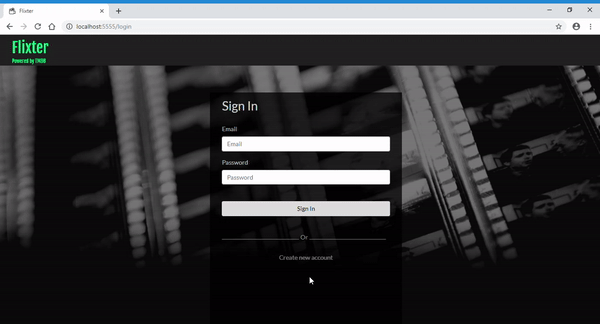 Flixter
localhost:5555/login
Flixter
Powered by TMDB
Sign In
Email
Email
Password
Password
Sign In
Or
Create new account